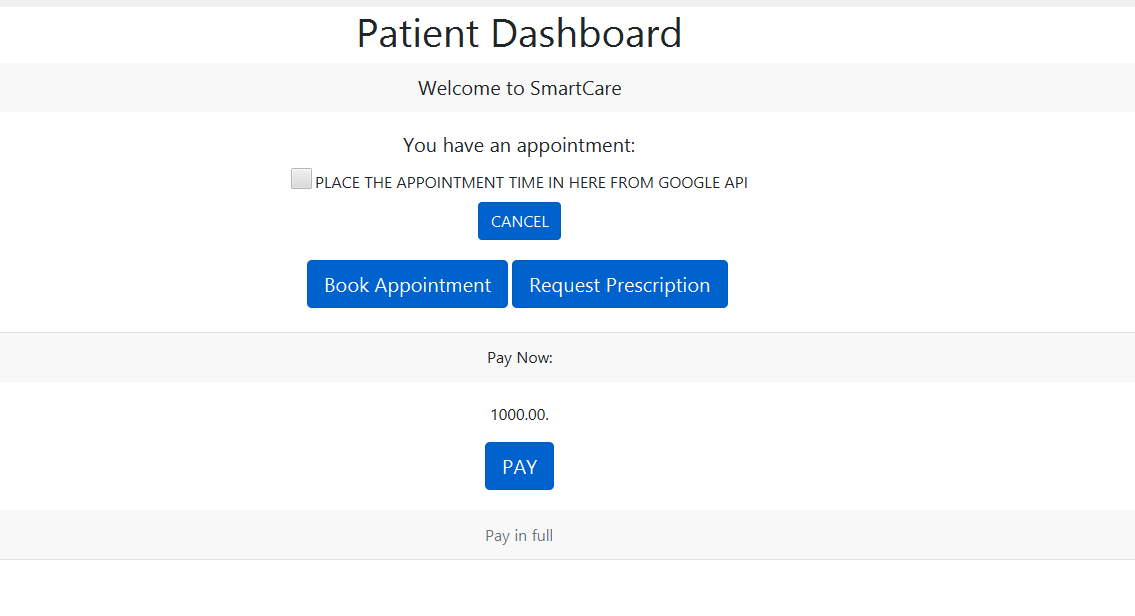 Patient Dashboard
Welcome to SmartCare
You have an appointment:
PLACE THE APPOINTMENT TIME IN HERE FROM GOOGLE API
CANCEL
Book Appointment Request Prescription
Pay Now:
1000.00.
PAY
Pay in full